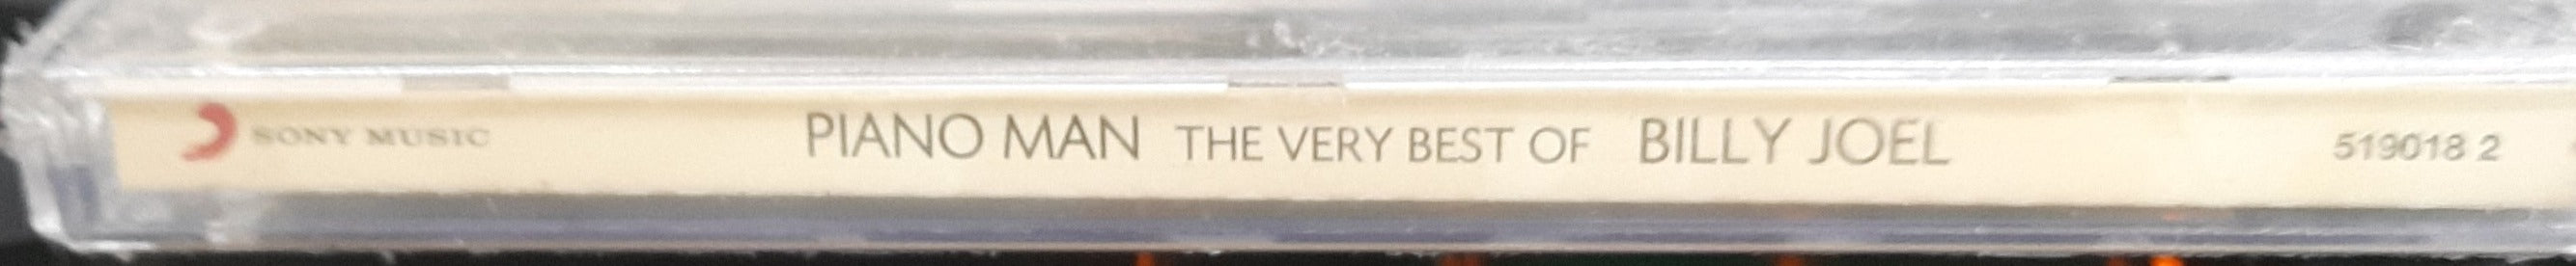 SONY MUSIC PIANO MAN THE VERY BEST OF BILLY JOEL 519018 2